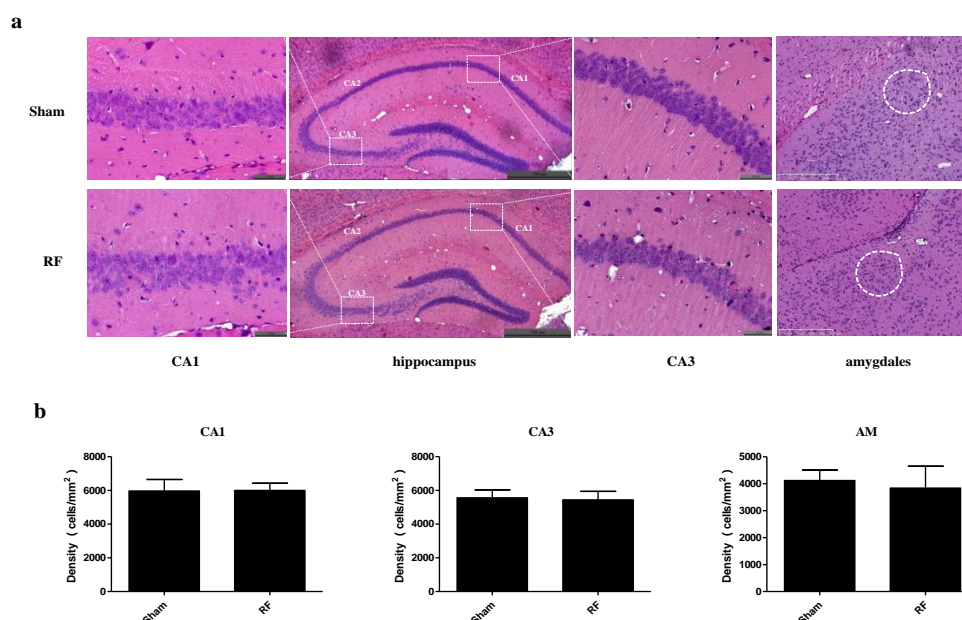 a
Sham
CA2
CA1
CA3
RF
CA2
CA1
CA3
CA1
hippocampus
CA3
amygdales
b
CA1
CA3
AM
Density ( cells/mm² )
8000
6000
4000
2000
0
Sham
RF
Density ( cells/mm² )
8000
6000
4000
2000
0
Sham
RF
Density ( cells/mm² )
5000
4000
3000
2000
1000
0
Sham
RF